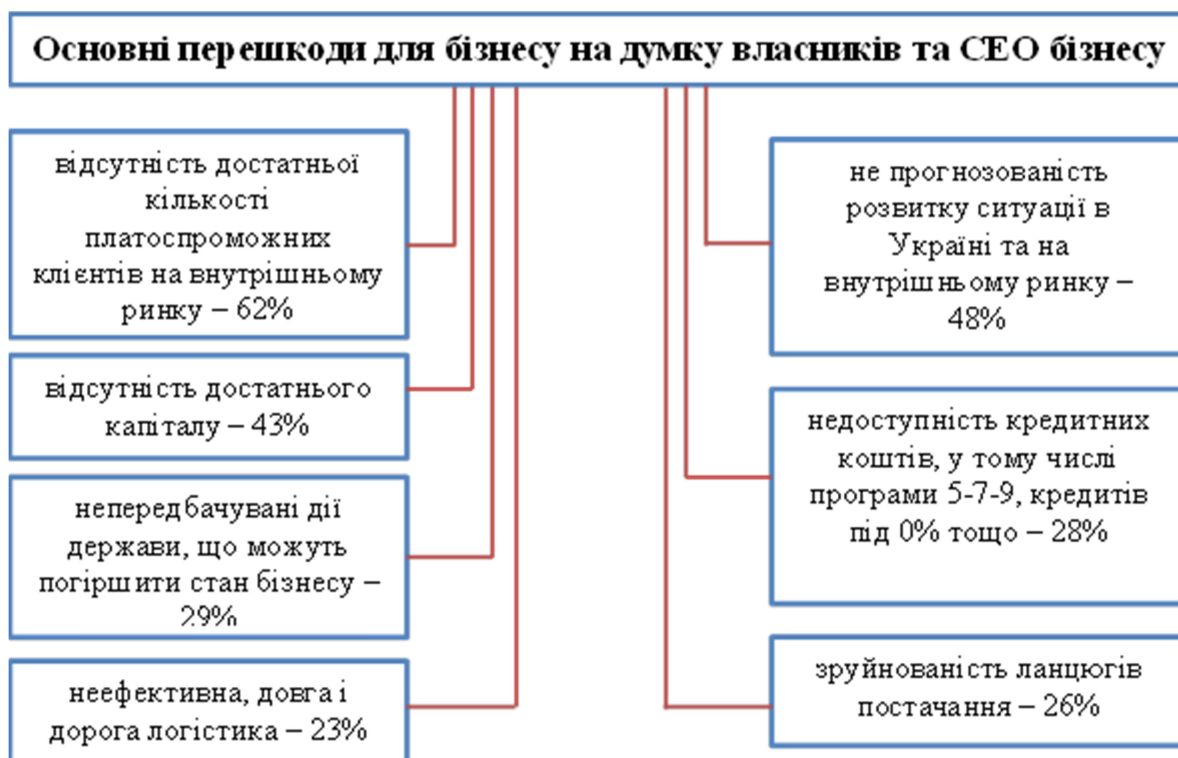 Основні перешкоди для бізнесу на думку власників та СЕО бізнесу
відсутність достатньої
кількості
платоспроможних
клієнтів на внутрішньому
ринку – 62%
відсутність достатнього
капіталу – 43%
непередбачувані дії
держави, що можуть
погіршити стан бізнесу –
29%
неефективна, довга і
дорога логістика – 23%
не прогнозованість
розвитку ситуації в
Україні та на
внутрішньому ринку –
48%
недоступність кредитних
коштів, у тому числі
програми 5-7-9, кредитів
під 0% тощо – 28%
зруйнованість ланцюгів
постачання – 26%